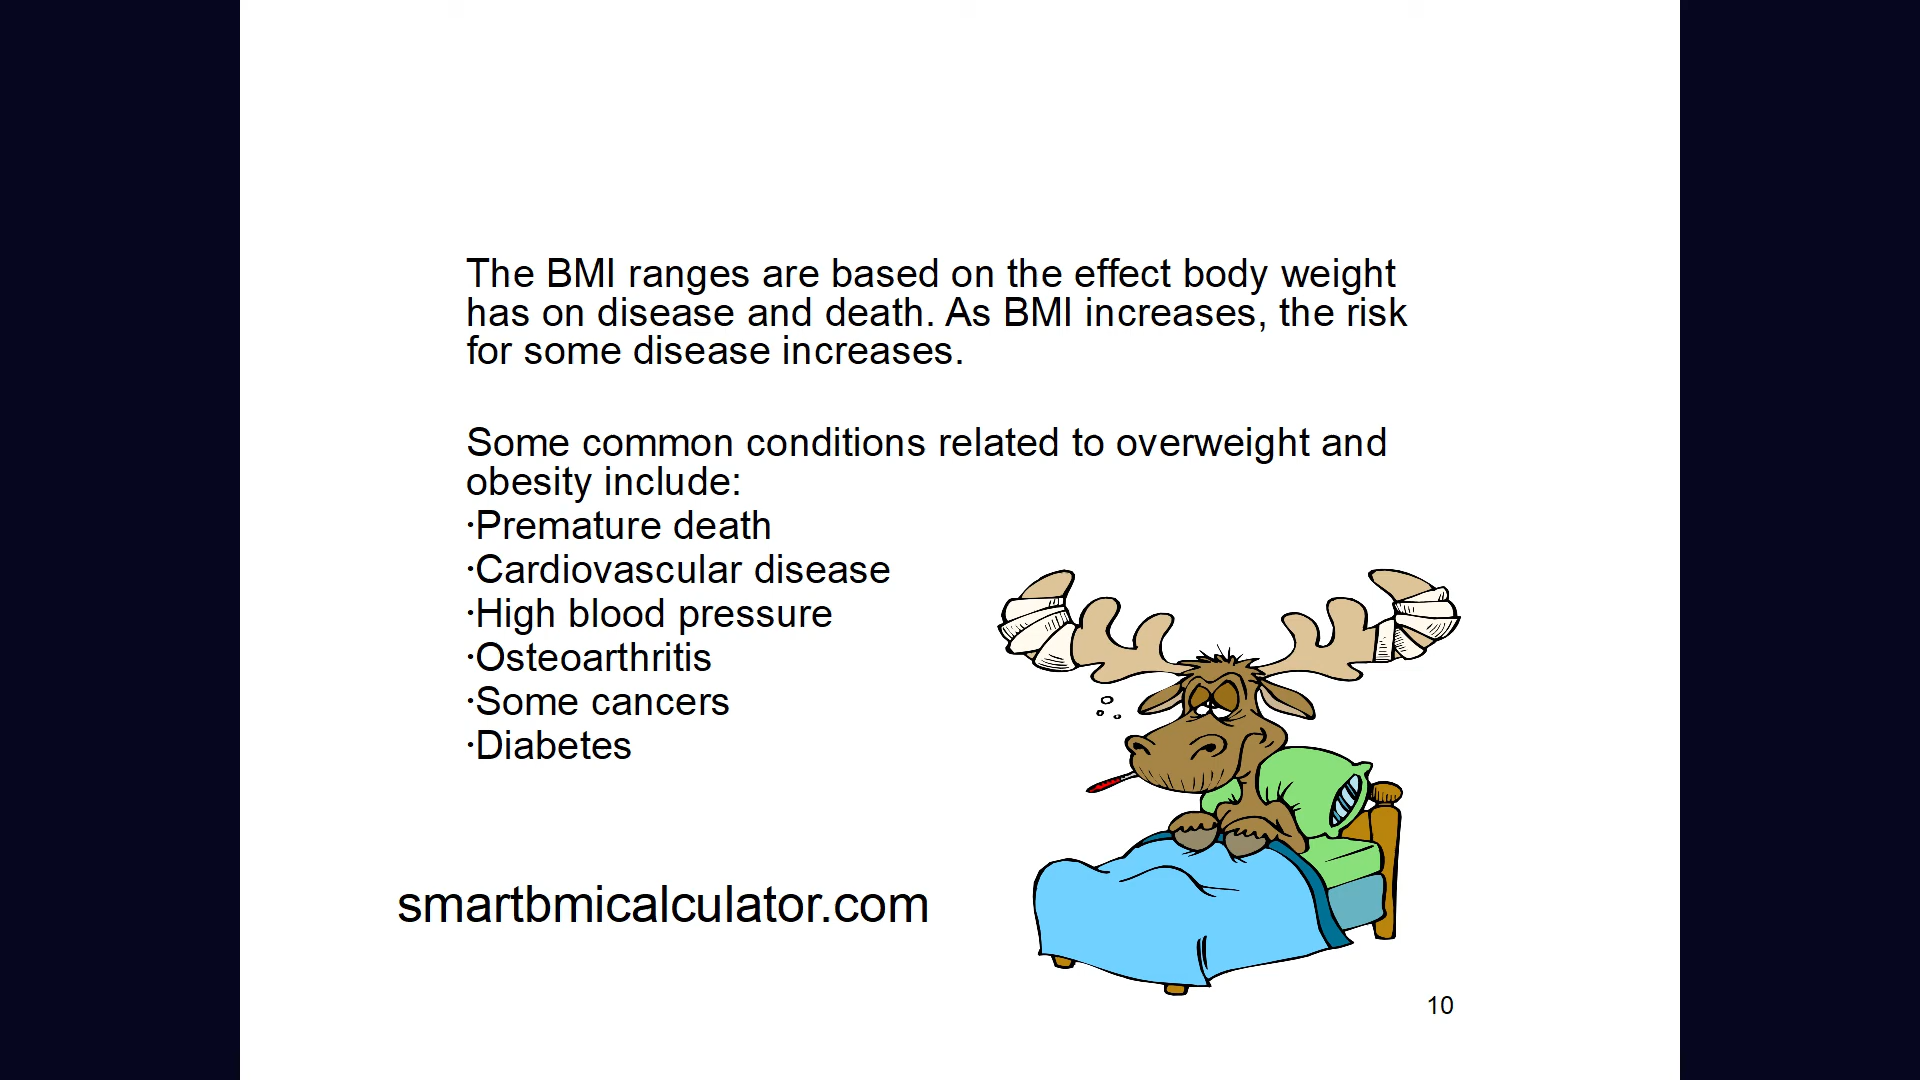 The BMI ranges are based on the effect body weight
has on disease and death. As BMI increases, the risk
for some disease increases.
Some common conditions related to overweight and
obesity include:
·Premature death
·Cardiovascular disease
·High blood pressure
·Osteoarthritis
·Some cancers
·Diabetes
smartbmicalculator.com
10